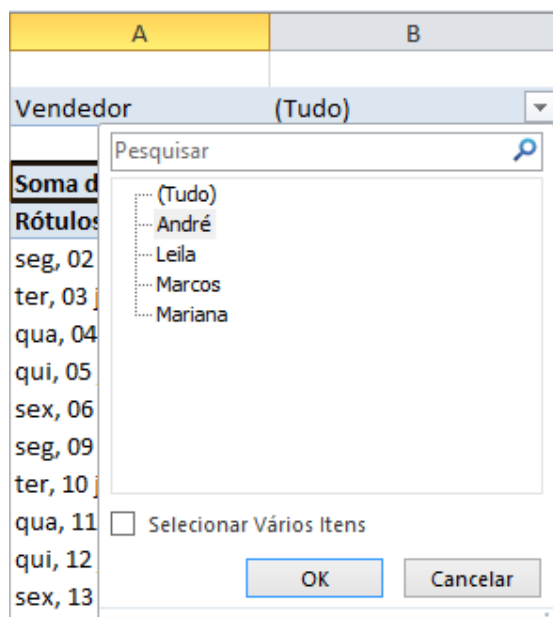 A B
Vendedor (Tudo)
Pesquisar
Soma d
(Tudo)
Rótulos
André
seg, 02
Leila
ter, 03 j
Marcos
qua, 04
Mariana
qui, 05
sex, 06
seg, 09
ter, 10 j
qua, 11
Selecionar Vários Itens
qui, 12
OK Cancelar
sex, 13